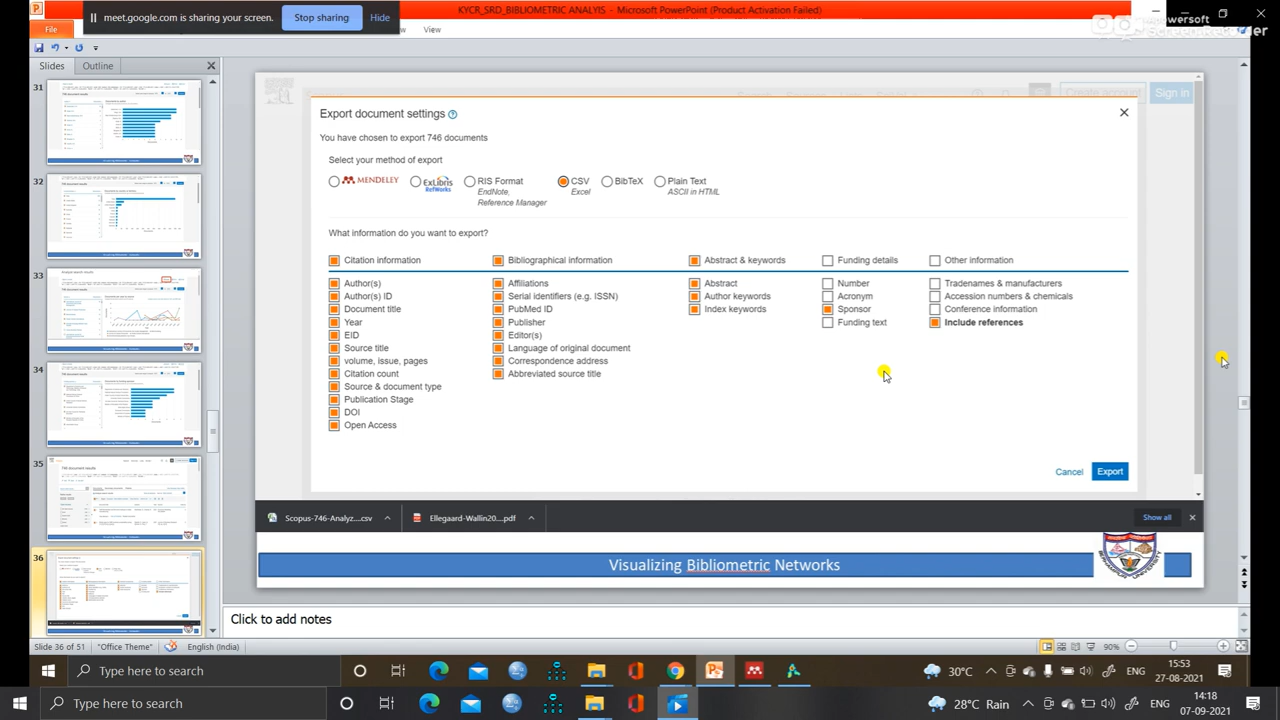 meet.google.com is sharing your screen.
Stop sharing
Hide
KYCR_SRD_BIBLIOMETRIC ANALYIS - Microsoft PowerPoint (Product Activation Failed)
File
View
Slides
Outline
Create account
Sign in
Export document settings
You have chosen to export 746 documents
Select your method of export
MENDELEY
ExLibris
RefWorks
RIS Format
EndNote,
Reference Manager
CSV
Excel
BibTeX
Plain Text
ASCII in HTML
What information do you want to export?
Citation information
Bibliographical information
Abstract & keywords
Funding details
Other information
Author(s)
Affiliations
Abstract
Number
Tradenames & manufacturers
Author(s) ID
Serial identifiers (e.g. ISSN)
Author keywords
Acronym
Accession numbers & chemicals
Document title
PubMed ID
Index keywords
Sponsor
Conference information
Year
Publisher
Funding text
Include references
EID
Editor(s)
Source title
Language of original document
volume, issue, pages
Correspondence address
Citation count
Abbreviated source title
Source & document type
Publication Stage
DOI
Open Access
Cancel
Export
Show all
Visualizing Bibliometric Networks
31
32
33
34
35
36
746 document results
Click to add notes
Slide 36 of 51
"Office Theme"
English (India)
90%
Type here to search
30°C
ENG
15:53
27-08-2021
Type here to search
28°C Rain
ENG
14:18
07-09-2021